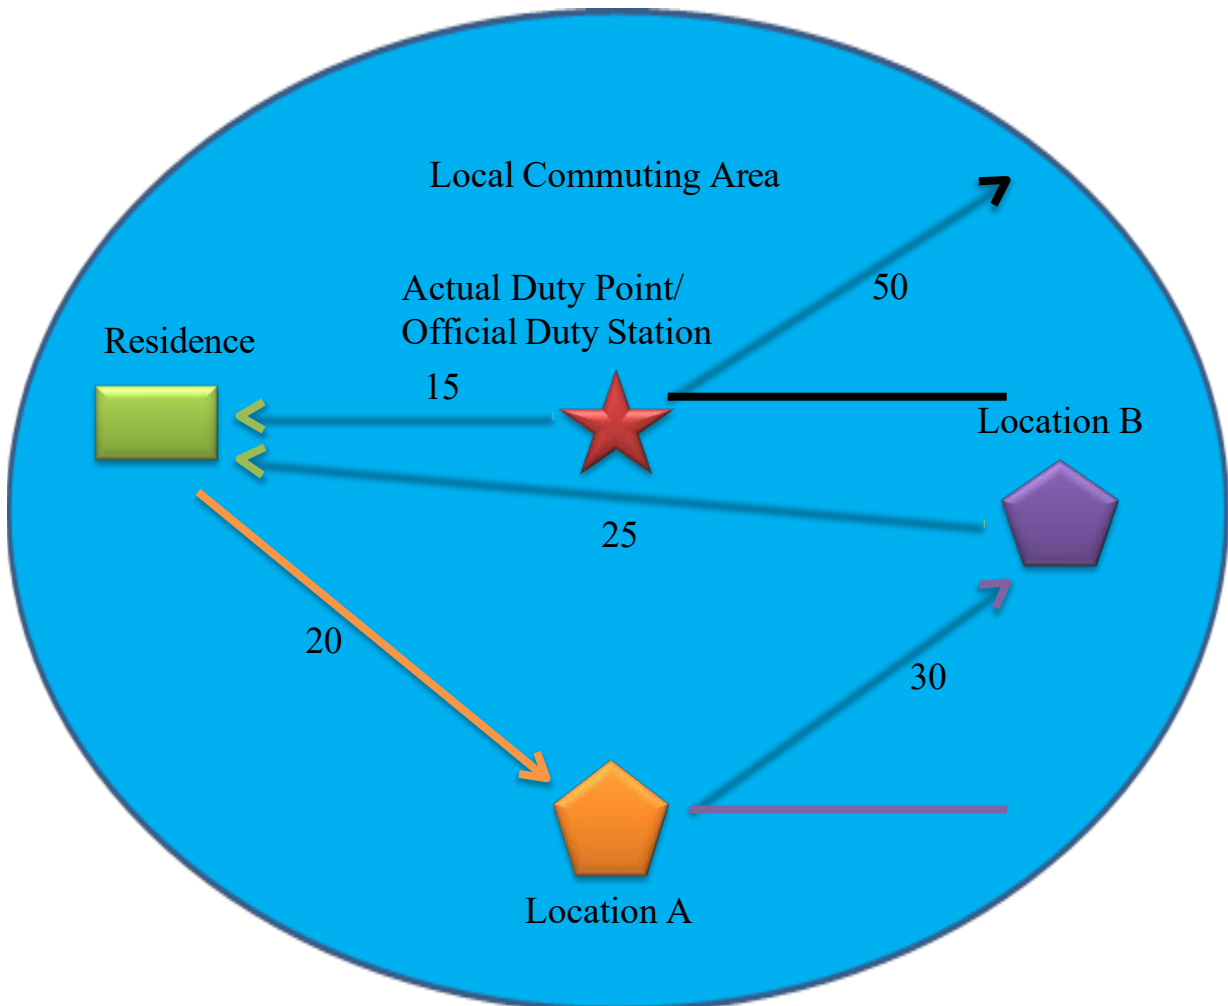 Local Commuting Area
50
Actual Duty Point/
Official Duty Station
Residence
15
Location B
25
20
30
Location A